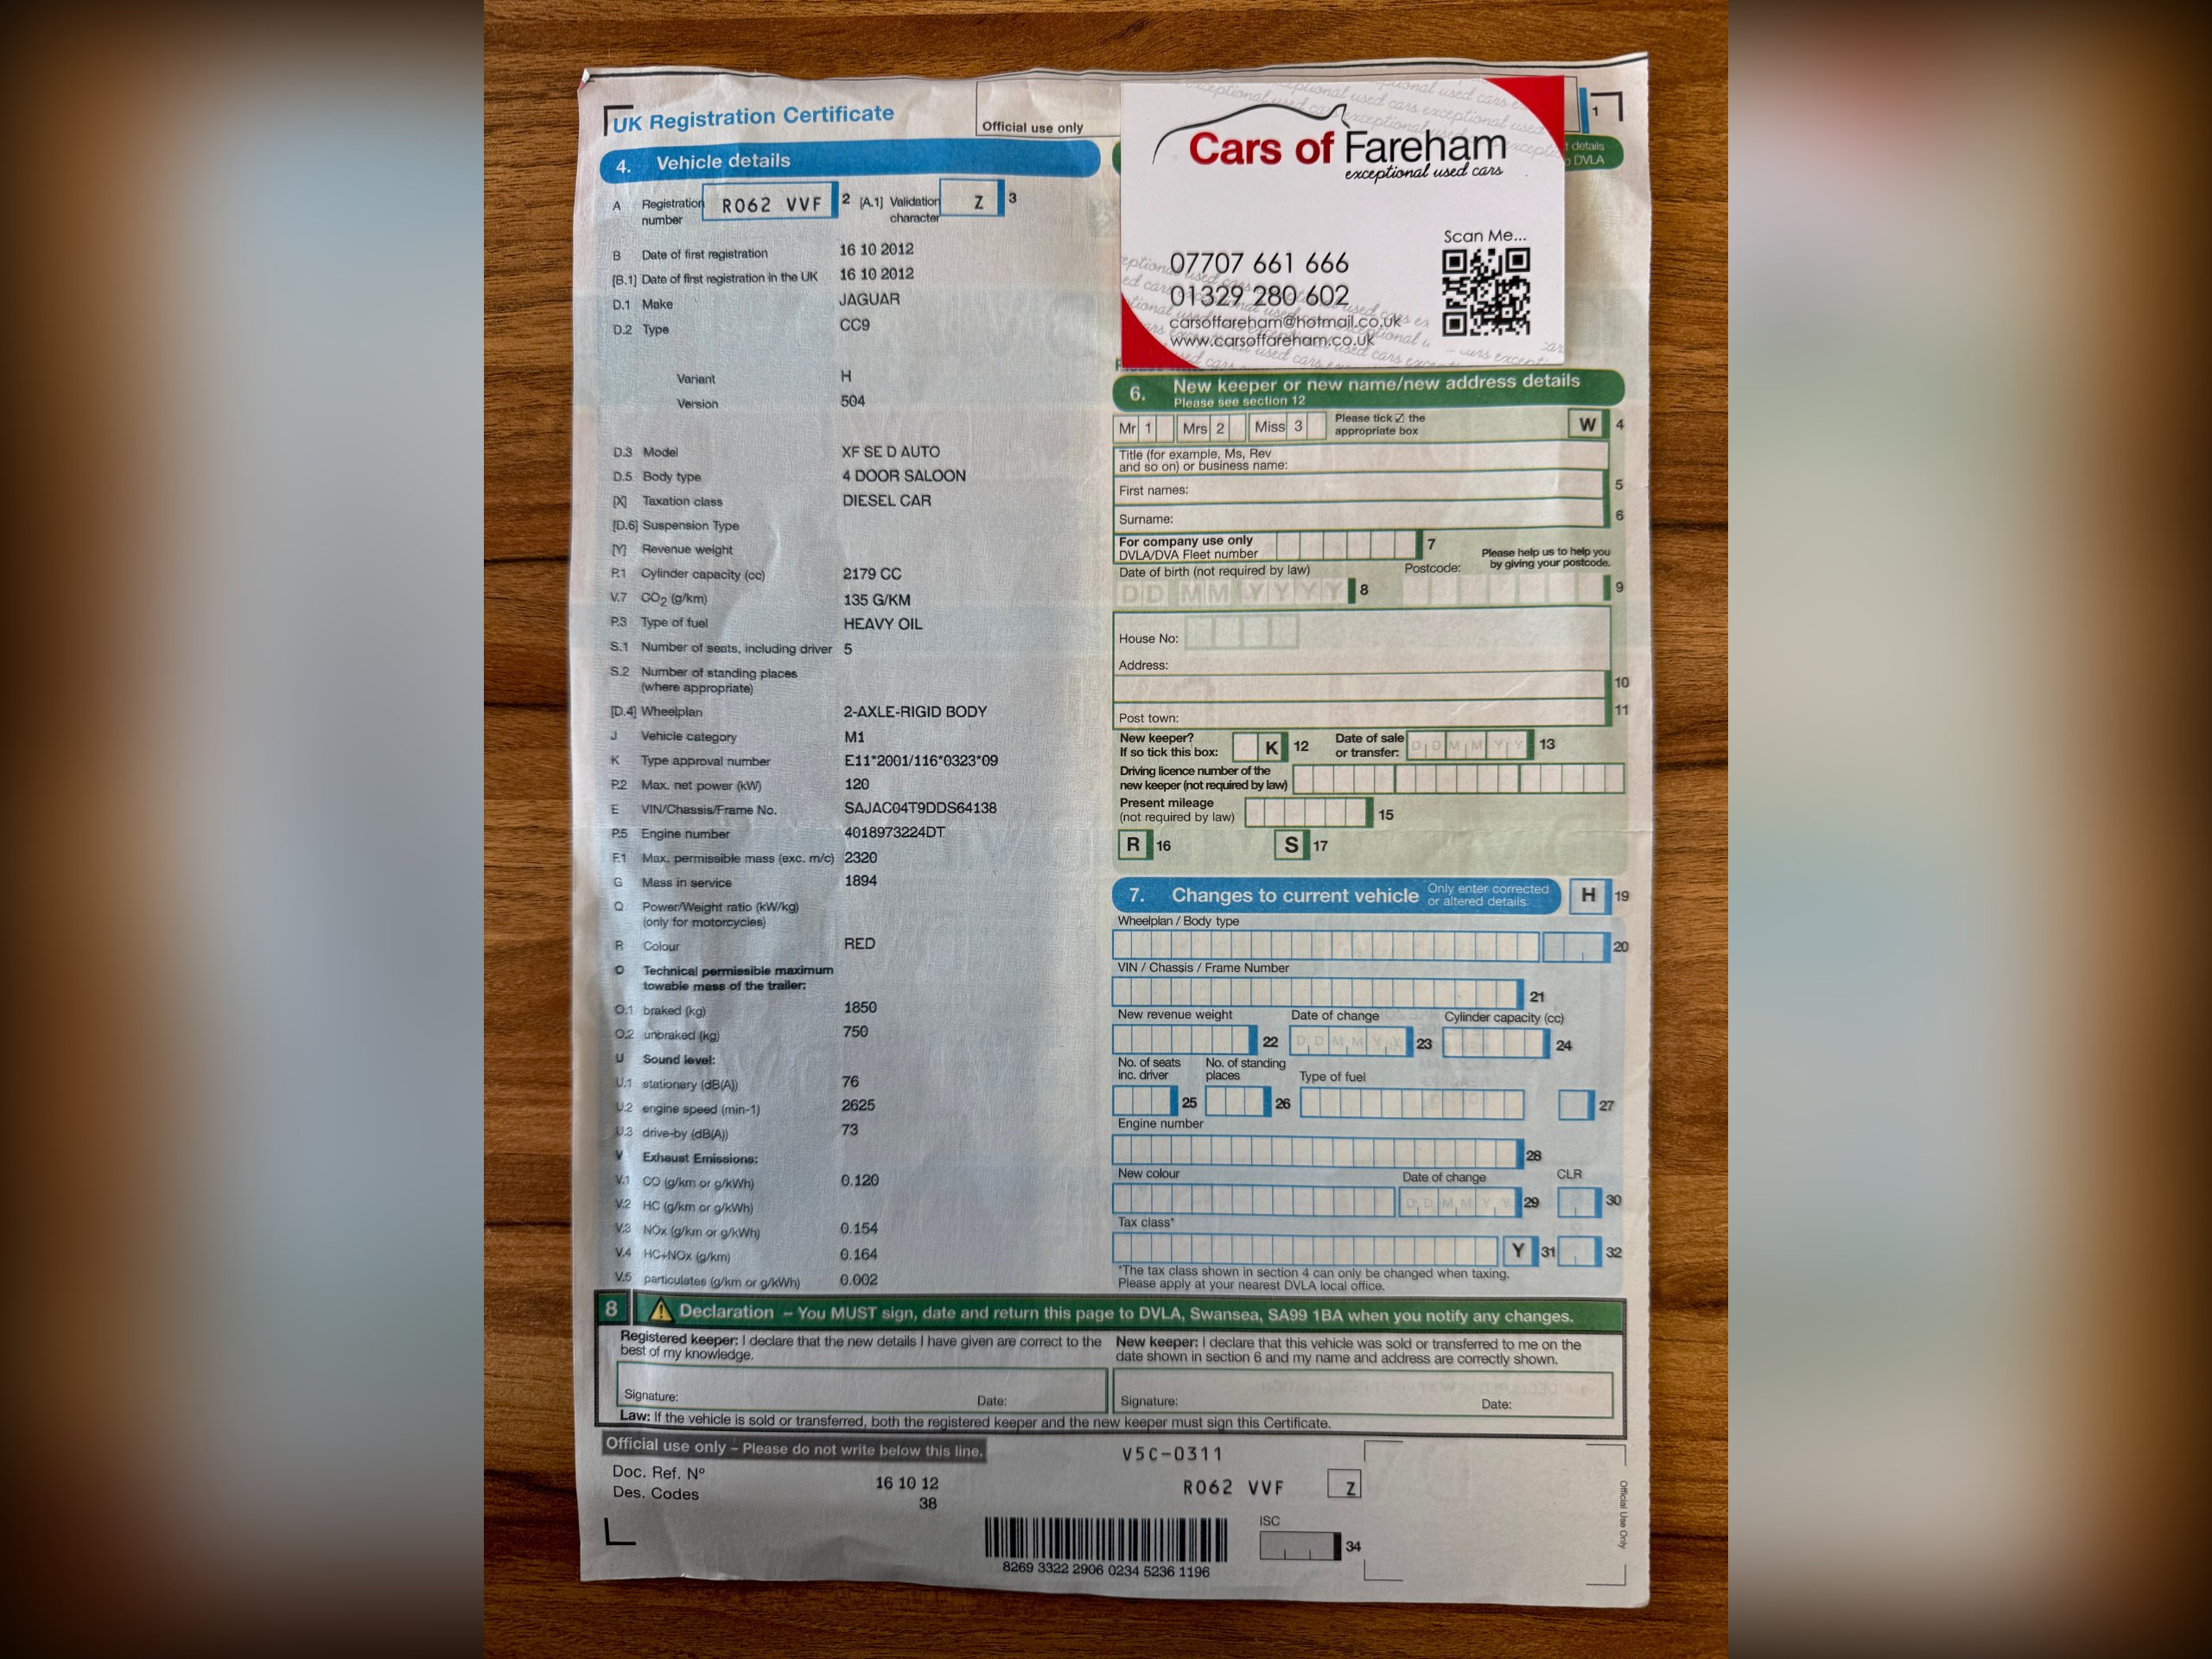 UK Registration Certificate
Official use only
1
4. Vehicle details
A Registration number RO62 VVF 2 [A.1] Validation character Z 3
B Date of first registration 16 10 2012
[B.1] Date of first registration in the UK 16 10 2012
D.1 Make JAGUAR
D.2 Type CC9
Variant H
Version 504
D.3 Model XF SE D AUTO
D.5 Body type 4 DOOR SALOON
[X] Taxation class DIESEL CAR
[D.6] Suspension Type
[Y] Revenue weight
P.1 Cylinder capacity (cc) 2179 CC
V.7 CO2 (g/km) 135 G/KM
P.3 Type of fuel HEAVY OIL
S.1 Number of seats, including driver 5
S.2 Number of standing places
(where appropriate)
[D.4] Wheelplan 2-AXLE-RIGID BODY
J Vehicle category M1
K Type approval number E11*2001/116*0323*09
P.2 Max. net power (kW) 120
E VIN/Chassis/Frame No. SAJAC04T9DDS64138
P.5 Engine number 4018973224DT
F.1 Max. permissible mass (exc. m/c) 2320
G Mass in service 1894
Q Power/Weight ratio (kW/kg)
(only for motorcycles)
R Colour RED
O Technical permissible maximum
towable mass of the trailer:
O.1 braked (kg) 1850
O.2 unbraked (kg) 750
U Sound level:
U.1 stationary (dB(A)) 76
U.2 engine speed (min-1) 2625
U.3 drive-by (dB(A)) 73
V Exhaust Emissions:
V.1 CO (g/km or g/kWh) 0.120
V.2 HC (g/km or g/kWh)
V.3 NOx (g/km or g/kWh) 0.154
V.4 HC+NOx (g/km) 0.164
V.5 particulates (g/km or g/kWh) 0.002
details
DVLA
Cars of Fareham
exceptional used cars
Scan Me...
07707 661 666
01329 280 602
carsoffareham@hotmail.co.uk
www.carsoffareham.co.uk
6. New keeper or new name/new address details
Please see section 12
Mr 1 Mrs 2 Miss 3 Please tick ☑ the appropriate box W 4
Title (for example, Ms, Rev
and so on) or business name:
First names: 5
Surname: 6
For company use only
DVLA/DVA Fleet number 7
Please help us to help you
by giving your postcode.
Date of birth (not required by law) Postcode:
DD MM YYYY 8 9
House No:
Address:
10
Post town: 11
New keeper?
If so tick this box: K 12 Date of sale or transfer: D D M M Y Y 13
Driving licence number of the
new keeper (not required by law)
Present mileage
(not required by law) 15
R 16 S 17
7. Changes to current vehicle Only enter corrected or altered details H 19
Wheelplan / Body type
20
VIN / Chassis / Frame Number
21
New revenue weight Date of change Cylinder capacity (cc)
22 D D M M Y Y 23 24
No. of seats inc. driver No. of standing places Type of fuel
25 26 27
Engine number
28
New colour Date of change CLR
D D M M Y Y 29 30
Tax class*
Y 31 32
*The tax class shown in section 4 can only be changed when taxing.
Please apply at your nearest DVLA local office.
8 Declaration – You MUST sign, date and return this page to DVLA, Swansea, SA99 1BA when you notify any changes.
Registered keeper: I declare that the new details I have given are correct to the
best of my knowledge.
Signature: Date:
New keeper: I declare that this vehicle was sold or transferred to me on the
date shown in section 6 and my name and address are correctly shown.
Signature: Date:
Law: If the vehicle is sold or transferred, both the registered keeper and the new keeper must sign this Certificate.
Official use only – Please do not write below this line.
V5C-0311
Doc. Ref. Nº 16 10 12
Des. Codes 38
RO62 VVF Z
ISC
34
8269 3322 2906 0234 5236 1196
Official Use Only